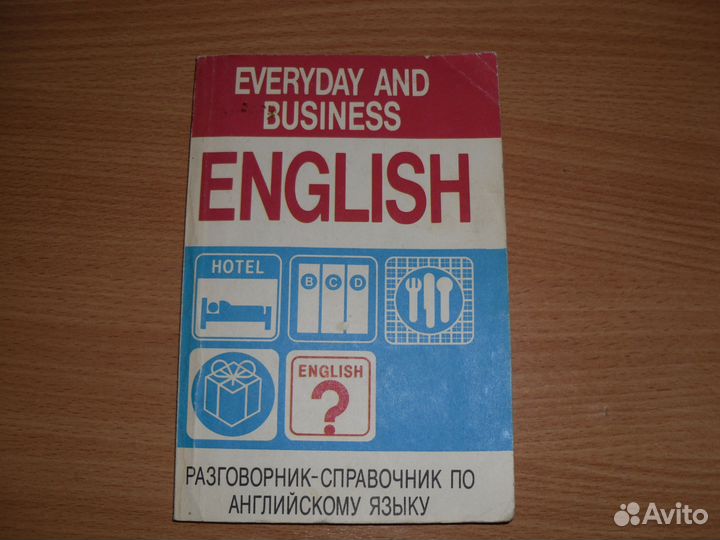 EVERYDAY AND
BUSINESS
ENGLISH
HOTEL
B C D
ENGLISH
?
РАЗГОВОРНИК-СПРАВОЧНИК ПО
АНГЛИЙСКОМУ ЯЗЫКУ
Avito